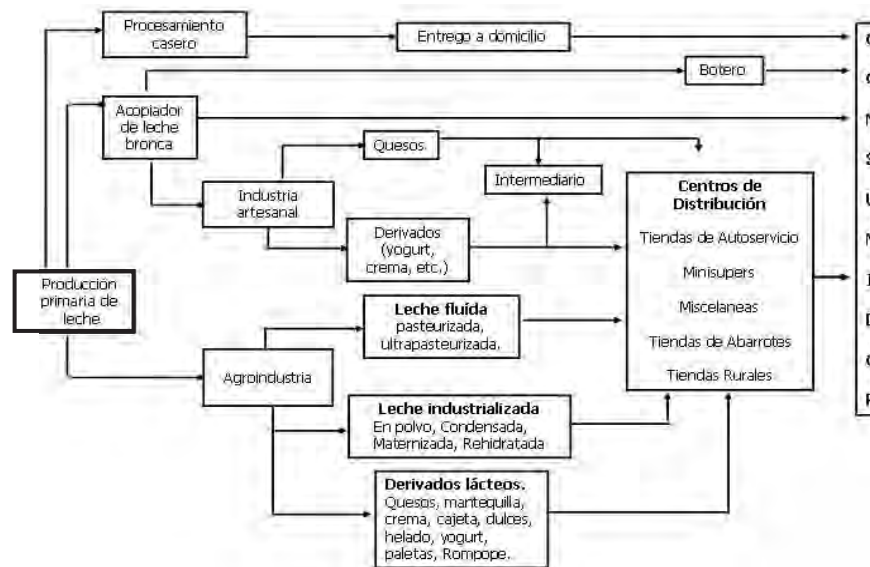 Procesamiento
casero
Entrego a domicilio
Botero
Acopiador
de leche
bronca
Quesos
Intermediario
Industria
artesanal
Derivados
(yogurt,
crema, etc.)
Centros de
Distribución
Tiendas de Autoservicio
Minisupers
Miscelaneas
Tiendas de Abarrotes
Tiendas Rurales
Producción
primaria de
leche
Leche fluída
pasteurizada,
ultrapasteurizada.
Agroindustria
Leche industrializada
En polvo, Condensada,
Maternizada, Rehidratada
Derivados lácteos.
Quesos, mantequilla,
crema, cajeta, dulces,
helado, yogurt,
paletas, Rompope.